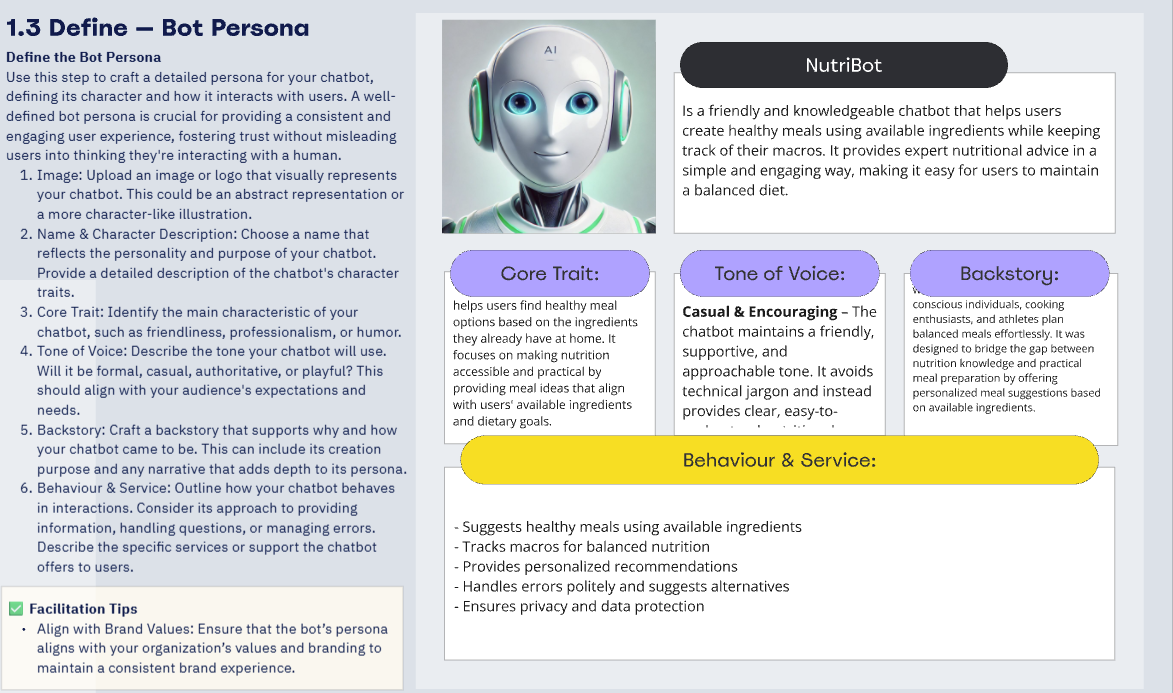 1.3 Define — Bot Persona
Define the Bot Persona
Use this step to craft a detailed persona for your chatbot,
defining its character and how it interacts with users. A well-
defined bot persona is crucial for providing a consistent and
engaging user experience, fostering trust without misleading
users into thinking they're interacting with a human.
1. Image: Upload an image or logo that visually represents
your chatbot. This could be an abstract representation or
a more character-like illustration.
2. Name & Character Description: Choose a name that
reflects the personality and purpose of your chatbot.
Provide a detailed description of the chatbot's character
traits.
3. Core Trait: Identify the main characteristic of your
chatbot, such as friendliness, professionalism, or humor.
4. Tone of Voice: Describe the tone your chatbot will use.
Will it be formal, casual, authoritative, or playful? This
should align with your audience's expectations and
needs.
5. Backstory: Craft a backstory that supports why and how
your chatbot came to be. This can include its creation
purpose and any narrative that adds depth to its persona.
6. Behaviour & Service: Outline how your chatbot behaves
in interactions. Consider its approach to providing
information, handling questions, or managing errors.
Describe the specific services or support the chatbot
offers to users.
✅ Facilitation Tips
• Align with Brand Values: Ensure that the bot's persona
aligns with your organization's values and branding to
maintain a consistent brand experience.
AI
NutriBot
Is a friendly and knowledgeable chatbot that helps users
create healthy meals using available ingredients while keeping
track of their macros. It provides expert nutritional advice in a
simple and engaging way, making it easy for users to maintain
a balanced diet.
Core Trait:
helps users find healthy meal
options based on the ingredients
they already have at home. It
focuses on making nutrition
accessible and practical by
providing meal ideas that align
with users' available ingredients
and dietary goals.
Tone of Voice:
Casual & Encouraging – The
chatbot maintains a friendly,
supportive, and
approachable tone. It avoids
technical jargon and instead
provides clear, easy-to-
Backstory:
conscious individuals, cooking
enthusiasts, and athletes plan
balanced meals effortlessly. It was
designed to bridge the gap between
nutrition knowledge and practical
meal preparation by offering
personalized meal suggestions based
on available ingredients.
Behaviour & Service:
- Suggests healthy meals using available ingredients
- Tracks macros for balanced nutrition
- Provides personalized recommendations
- Handles errors politely and suggests alternatives
- Ensures privacy and data protection